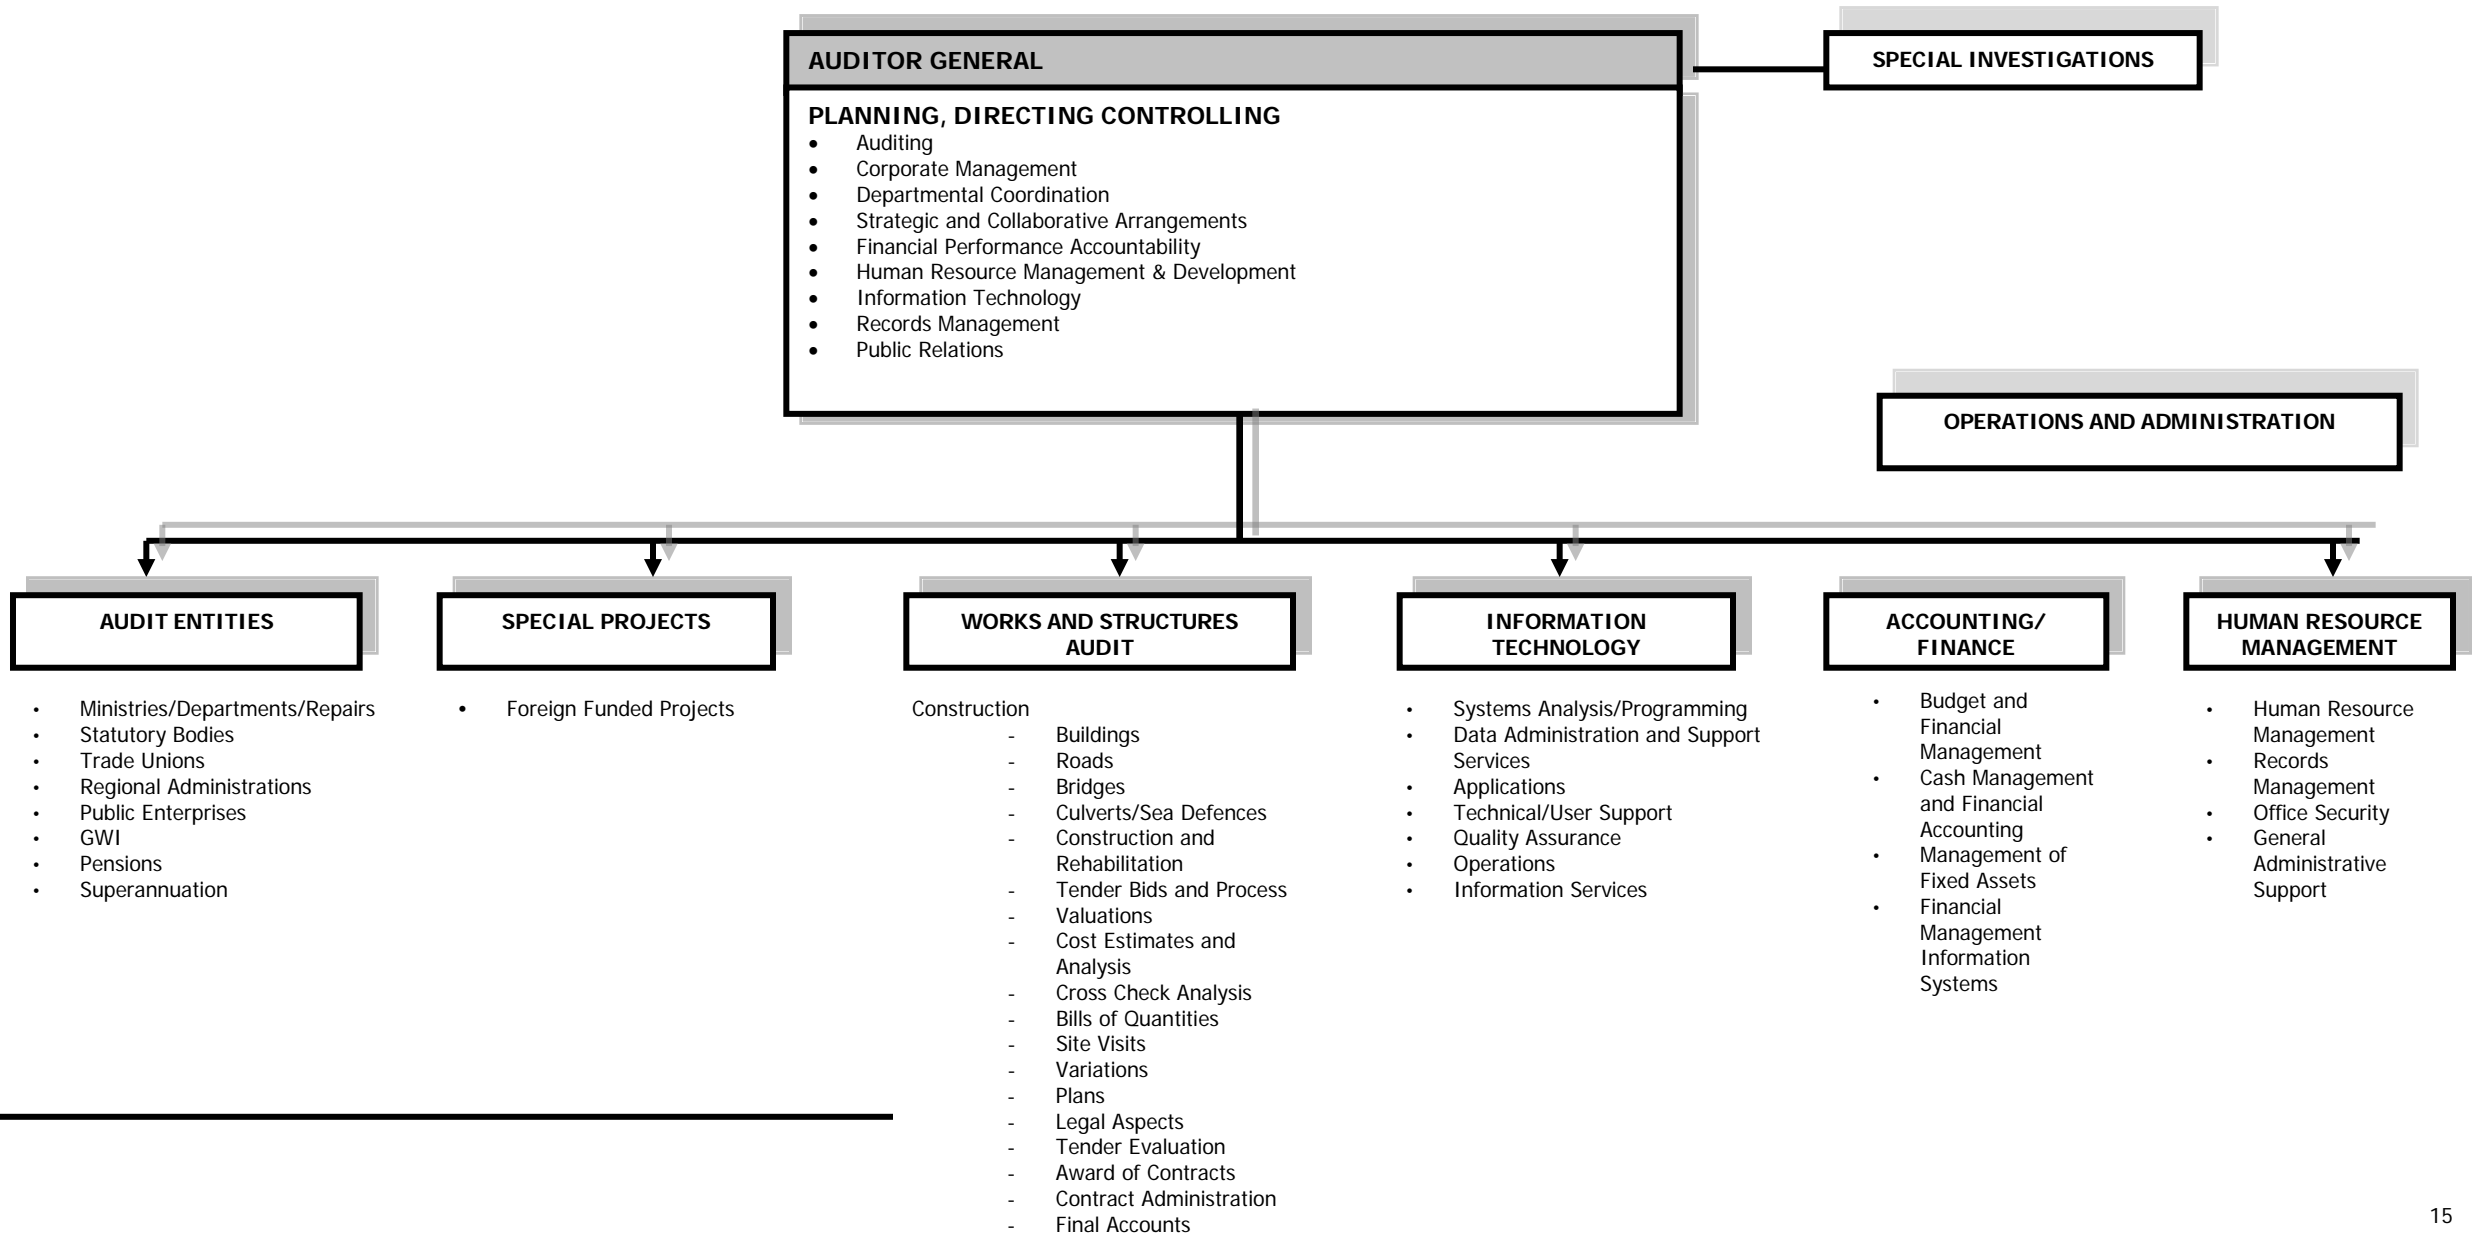 AUDITOR GENERAL
SPECIAL INVESTIGATIONS
PLANNING, DIRECTING CONTROLLING
• Auditing
• Corporate Management
• Departmental Coordination
• Strategic and Collaborative Arrangements
• Financial Performance Accountability
• Human Resource Management & Development
• Information Technology
• Records Management
• Public Relations
OPERATIONS AND ADMINISTRATION
AUDIT ENTITIES
• Ministries/Departments/Repairs
• Statutory Bodies
• Trade Unions
• Regional Administrations
• Public Enterprises
• GWI
• Pensions
• Superannuation
SPECIAL PROJECTS
• Foreign Funded Projects
WORKS AND STRUCTURES
AUDIT
Construction
- Buildings
- Roads
- Bridges
- Culverts/Sea Defences
- Construction and
Rehabilitation
- Tender Bids and Process
- Valuations
- Cost Estimates and
Analysis
- Cross Check Analysis
- Bills of Quantities
- Site Visits
- Variations
- Plans
- Legal Aspects
- Tender Evaluation
- Award of Contracts
- Contract Administration
- Final Accounts
INFORMATION
TECHNOLOGY
• Systems Analysis/Programming
• Data Administration and Support
Services
• Applications
• Technical/User Support
• Quality Assurance
• Operations
• Information Services
ACCOUNTING/
FINANCE
• Budget and
Financial
Management
• Cash Management
and Financial
Accounting
• Management of
Fixed Assets
• Financial
Management
Information
Systems
HUMAN RESOURCE
MANAGEMENT
• Human Resource
Management
• Records
Management
• Office Security
• General
Administrative
Support
15